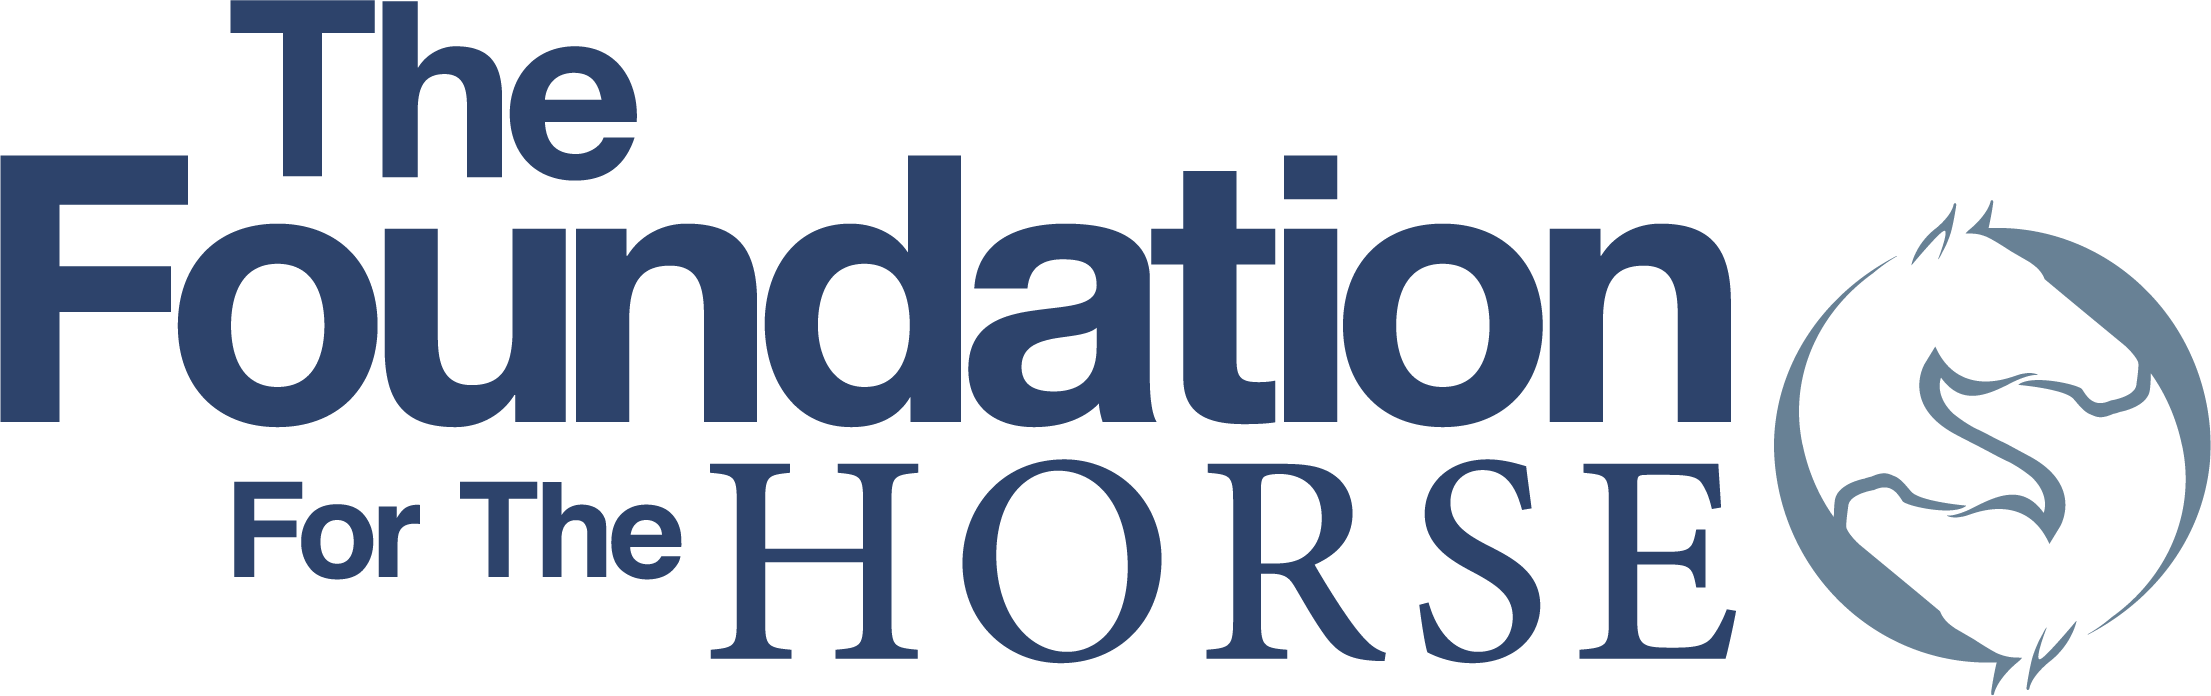 The
Foundation
For The HORSE